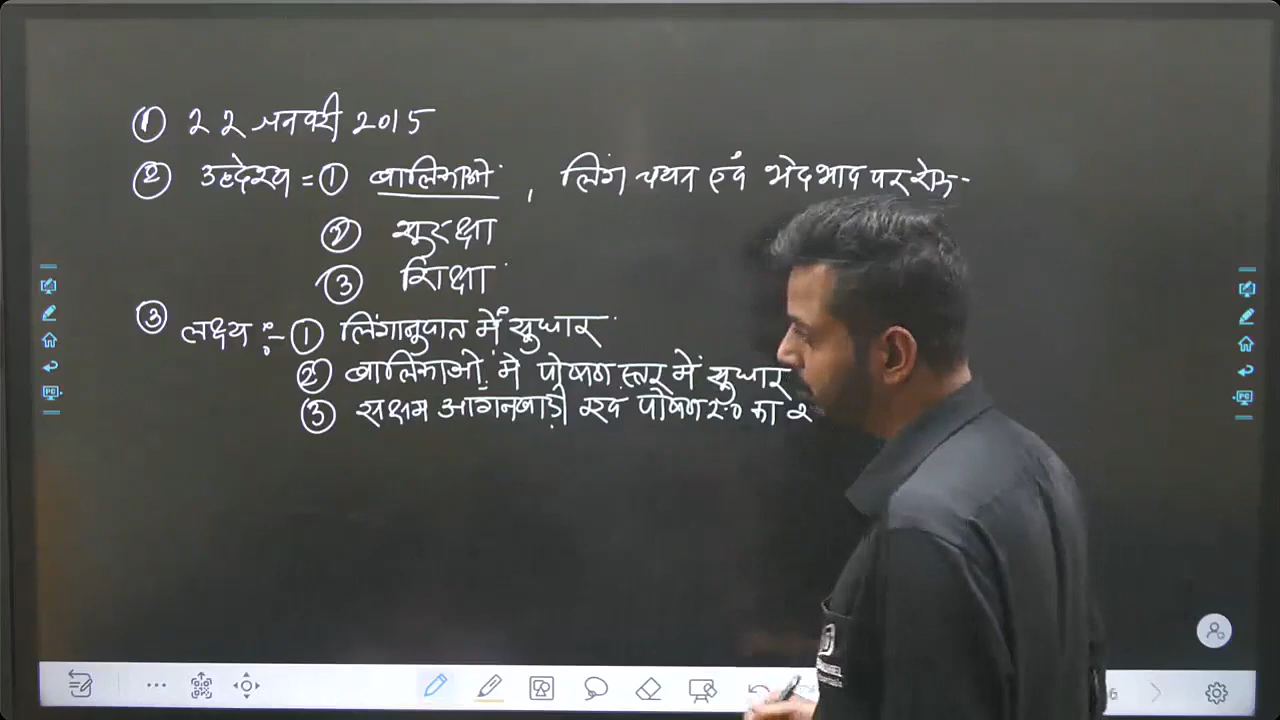 ① 22 जनवरी 2015
② उद्देश्य = ① बालिकाओं , लिंग चयन एवं भेदभाव पर रोक -
② सुरक्षा
③ शिक्षा
③ लक्ष्य :- ① लिंगानुपात में सुधार
② बालिकाओं में पोषण स्तर में सुधार
③ सक्षम आंगनबाड़ी एवं पोषण 2.0 का